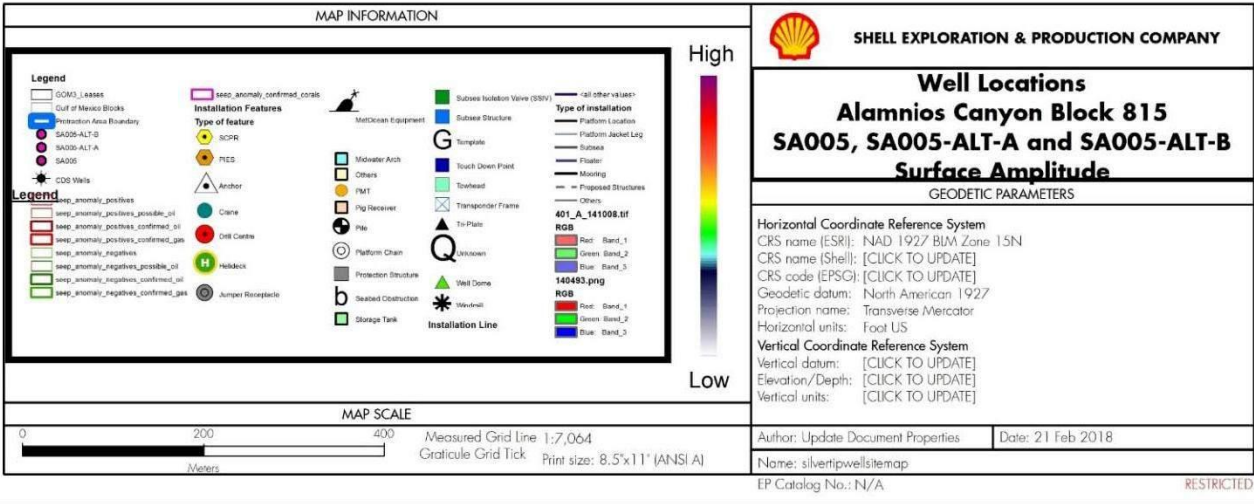 MAP INFORMATION
High
Low
Legend
GOM3_Leases
Gulf of Mexico Blocks
Protraction Area Boundary
SA005-ALT-B
SA005-ALT-A
SA005
CDS Wells
Legend
seep_anomaly_positives
seep_anomaly_positives_possible_oil
seep_anomaly_positives_confirmed_oil
seep_anomaly_positives_confirmed_gas
seep_anomaly_negatives
seep_anomaly_negatives_possible_oil
seep_anomaly_negatives_confirmed_oil
seep_anomaly_negatives_confirmed_gas
seep_anomaly_confirmed_corals
Installation Features
Type of feature
SCPR
PIES
Anchor
Crane
Drill Centre
H
Helideck
Jumper Receptacle
MetOcean Equipment
Midwater Arch
Others
PMT
Pig Receiver
Pile
Platform Chain
Protection Structure
b Seabed Obstruction
Storage Tank
Subsea Isolation Valve (SSIV)
Subsea Structure
G Template
Touch Down Point
Towhead
Transponder Frame
Tri-Plate
Q Unknown
Well Dome
Windmill
Installation Line
<all other values>
Type of installation
Platform Location
Platform Jacket Leg
Subsea
Floater
Mooring
Proposed Structures
Others
401_A_141008.tif
RGB
Red: Band_1
Green: Band_2
Blue: Band_3
140493.png
RGB
Red: Band_1
Green: Band_2
Blue: Band_3
MAP SCALE
0 200 400
Meters
Measured Grid Line 1:7,064
Graticule Grid Tick Print size: 8.5"x11" (ANSI A)
SHELL EXPLORATION & PRODUCTION COMPANY
Well Locations
Alamnios Canyon Block 815
SA005, SA005-ALT-A and SA005-ALT-B
Surface Amplitude
GEODETIC PARAMETERS
Horizontal Coordinate Reference System
CRS name (ESRI): NAD 1927 BLM Zone 15N
CRS name (Shell): [CLICK TO UPDATE]
CRS code (EPSG): [CLICK TO UPDATE]
Geodetic datum: North American 1927
Projection name: Transverse Mercator
Horizontal units: Foot US
Vertical Coordinate Reference System
Vertical datum: [CLICK TO UPDATE]
Elevation/Depth: [CLICK TO UPDATE]
Vertical units: [CLICK TO UPDATE]
Author: Update Document Properties Date: 21 Feb 2018
Name: silvertipwellsitemap
EP Catalog No.: N/A RESTRICTED